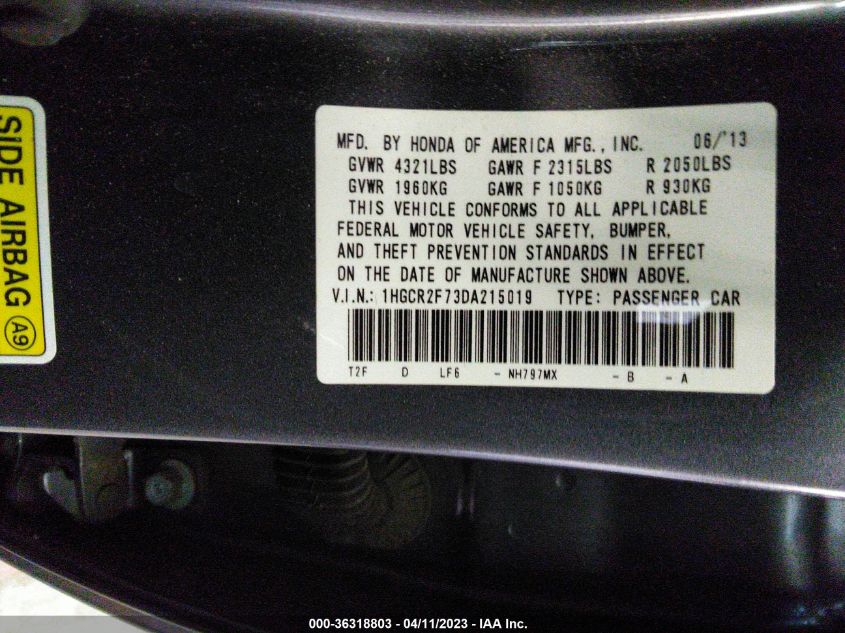 SIDE AIRBAG A9
MFD. BY HONDA OF AMERICA MFG., INC. 06/'13
GVWR 4321LBS GAWR F 2315LBS R 2050LBS
GVWR 1960KG GAWR F 1050KG R 930KG
THIS VEHICLE CONFORMS TO ALL APPLICABLE
FEDERAL MOTOR VEHICLE SAFETY, BUMPER,
AND THEFT PREVENTION STANDARDS IN EFFECT
ON THE DATE OF MANUFACTURE SHOWN ABOVE.
V.I.N.: 1HGCR2F73DA215019 TYPE: PASSENGER CAR
T2F D LF6 - NH797MX - B - A
000-36318803 - 04/11/2023 - IAA Inc.